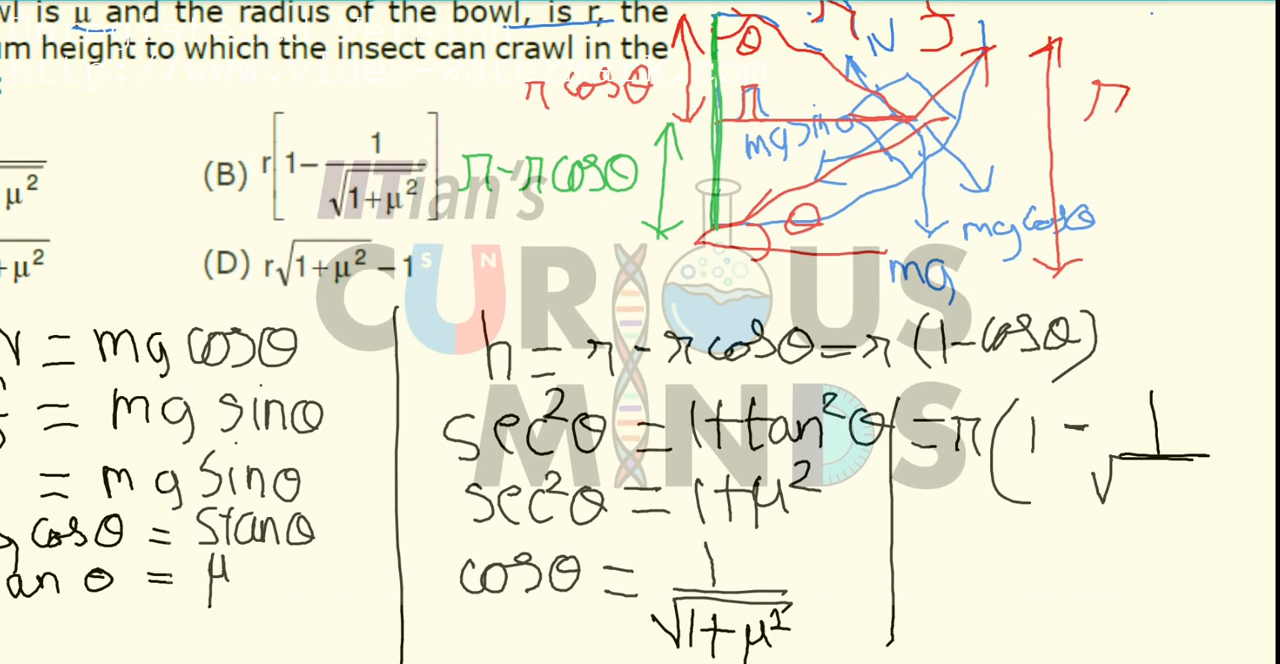 is μ and the radius of the bowl, is r, the
um height to which the insect can crawl in the
(B) r[1- 1/√1+μ²]
(D) r√1+μ² -1
r cosθ
r - r cosθ
θ
r
N
mg sinθ
mg cosθ
θ
mg
r
IITian's
CURIOUS
MINDS
S N
= mg cosθ
= mg sinθ
= mg sinθ
cosθ = stanθ
an θ = μ
h = r - r cosθ = r (1-cosθ)
sec²θ = 1+tan²θ
= r (1 - 1/√
sec²θ = 1+μ²
cosθ = 1/√1+μ²